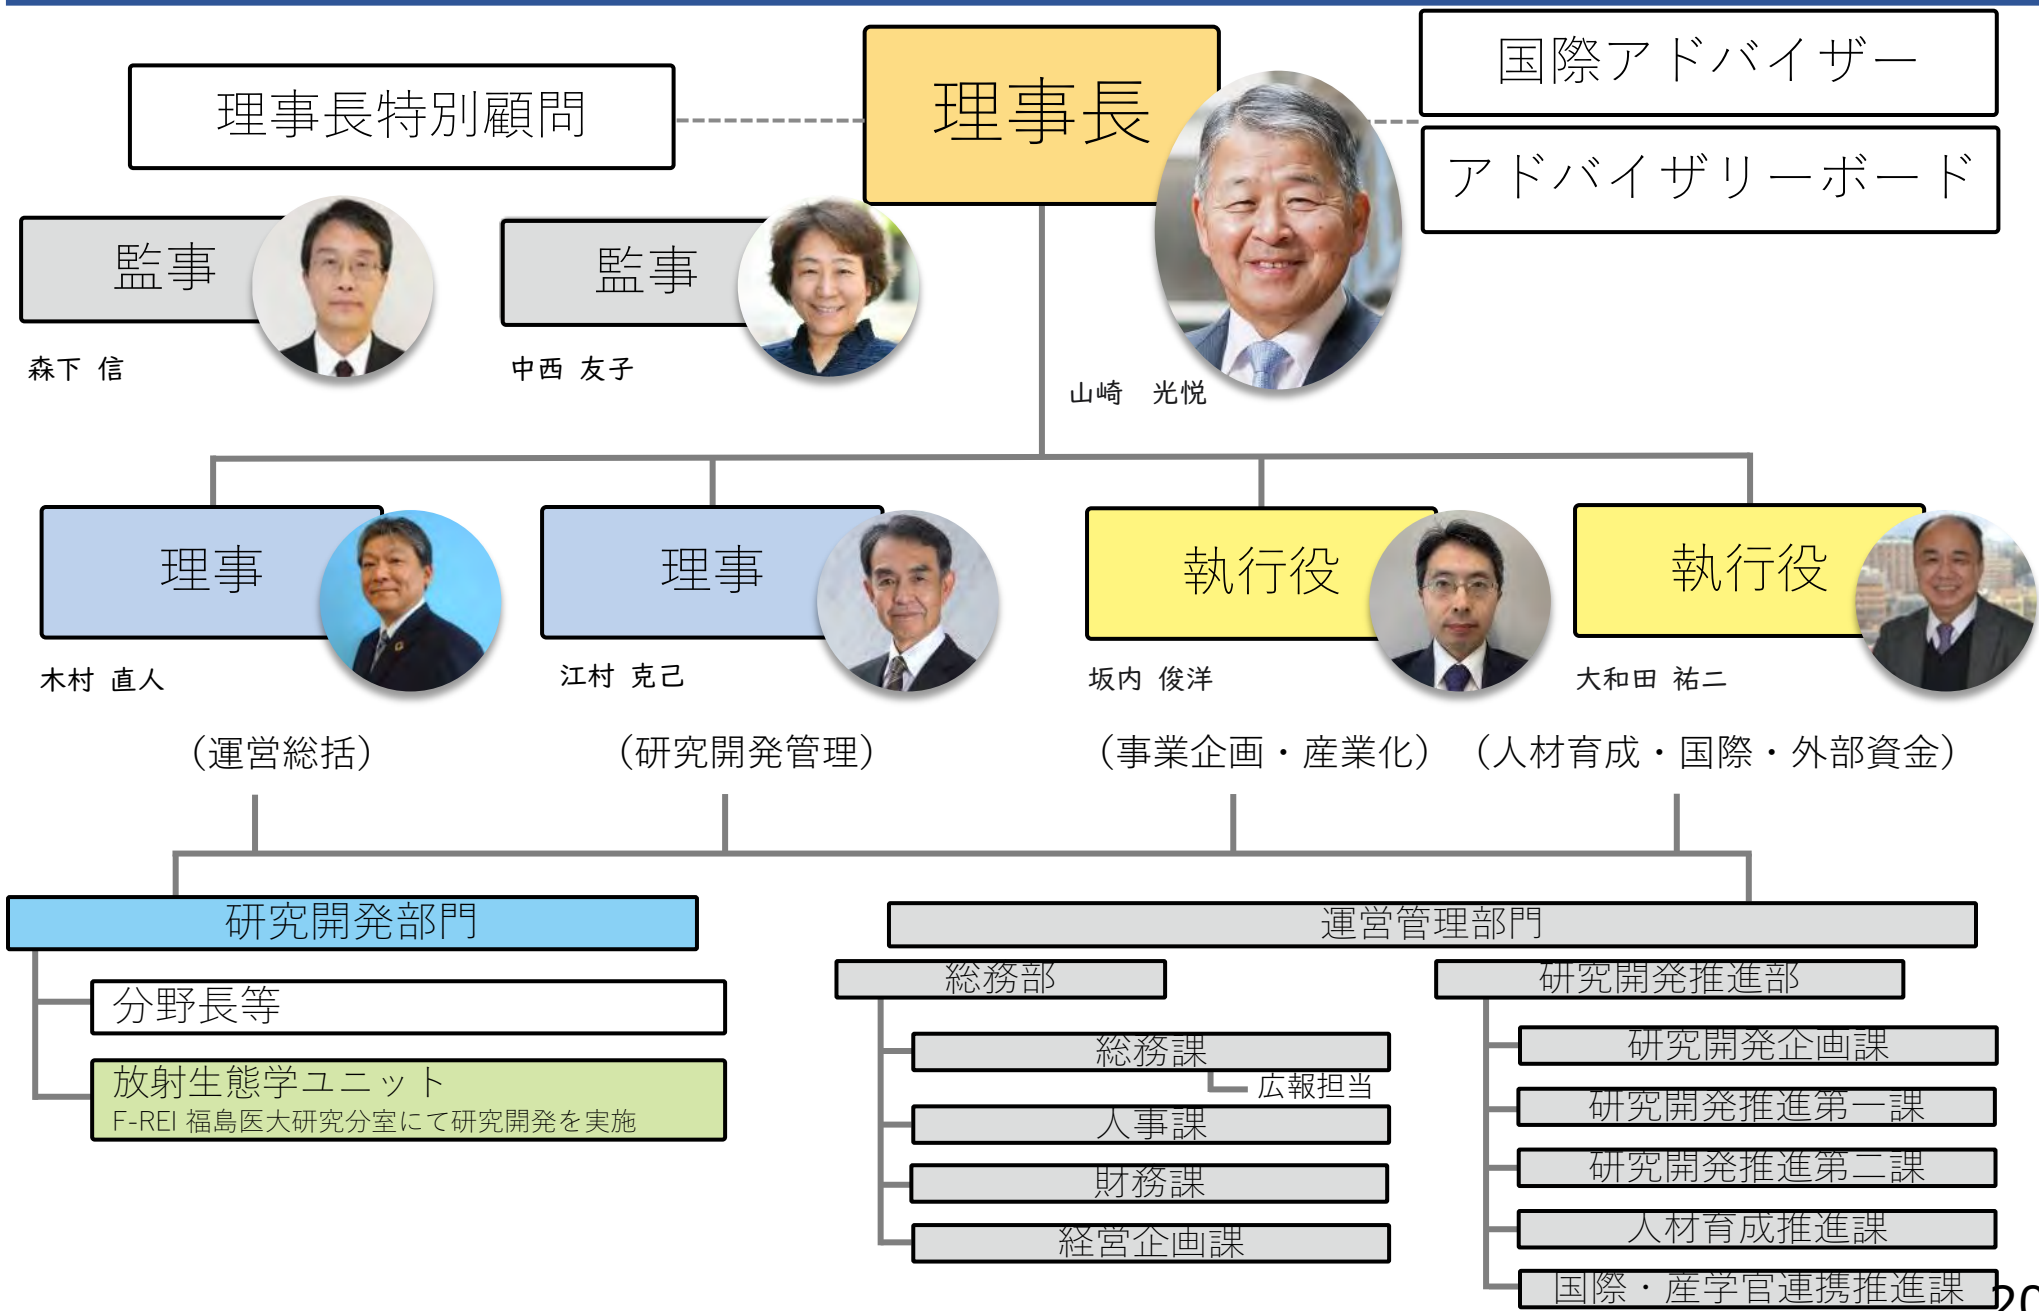 理事長特別顧問
理事長
国際アドバイザー
アドバイザリーボード
監事
監事
森下 信
中西 友子
山崎 光悦
理事
理事
執行役
執行役
木村 直人
江村 克己
坂内 俊洋
大和田 祐二
（運営総括）
（研究開発管理）
（事業企画・産業化）
（人材育成・国際・外部資金）
研究開発部門
分野長等
放射生態学ユニット
F-REI 福島医大研究分室にて研究開発を実施
運営管理部門
総務部
総務課
広報担当
人事課
財務課
経営企画課
研究開発推進部
研究開発企画課
研究開発推進第一課
研究開発推進第二課
人材育成推進課
国際・産学官連携推進課